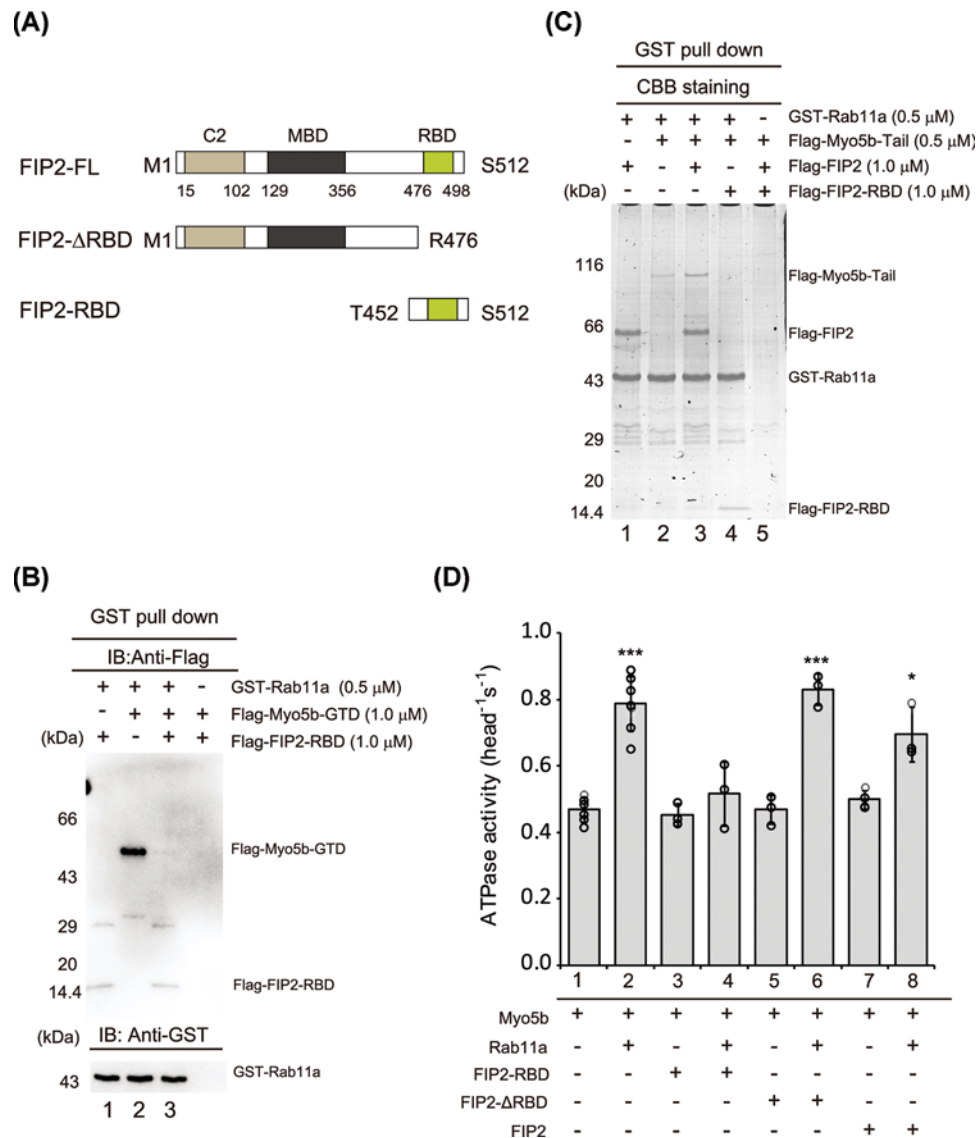 (A)
C2 MBD RBD
FIP2-FL M1 S512
15 102 129 356 476 498
FIP2-ΔRBD M1 R476
FIP2-RBD T452 S512
(B)
GST pull down
IB:Anti-Flag
+ + + - GST-Rab11a (0.5 μM)
- + + + Flag-Myo5b-GTD (1.0 μM)
(kDa) + - + + Flag-FIP2-RBD (1.0 μM)
66
Flag-Myo5b-GTD
43
29
20
14.4 Flag-FIP2-RBD
(kDa) IB: Anti-GST
43 GST-Rab11a
1 2 3
(C)
GST pull down
CBB staining
+ + + + - GST-Rab11a (0.5 μM)
- + + + + Flag-Myo5b-Tail (0.5 μM)
+ - + - + Flag-FIP2 (1.0 μM)
(kDa) - - - + + Flag-FIP2-RBD (1.0 μM)
116 Flag-Myo5b-Tail
66 Flag-FIP2
43 GST-Rab11a
29
20
14.4 Flag-FIP2-RBD
1 2 3 4 5
(D)
ATPase activity (head⁻¹s⁻¹)
1.0
0.8
0.6
0.4
0.2
0.0
*** *** *
1 2 3 4 5 6 7 8
Myo5b + + + + + + + +
Rab11a - + - + - + - +
FIP2-RBD - - + + - - - -
FIP2-ΔRBD - - - - + + - -
FIP2 - - - - - - + +